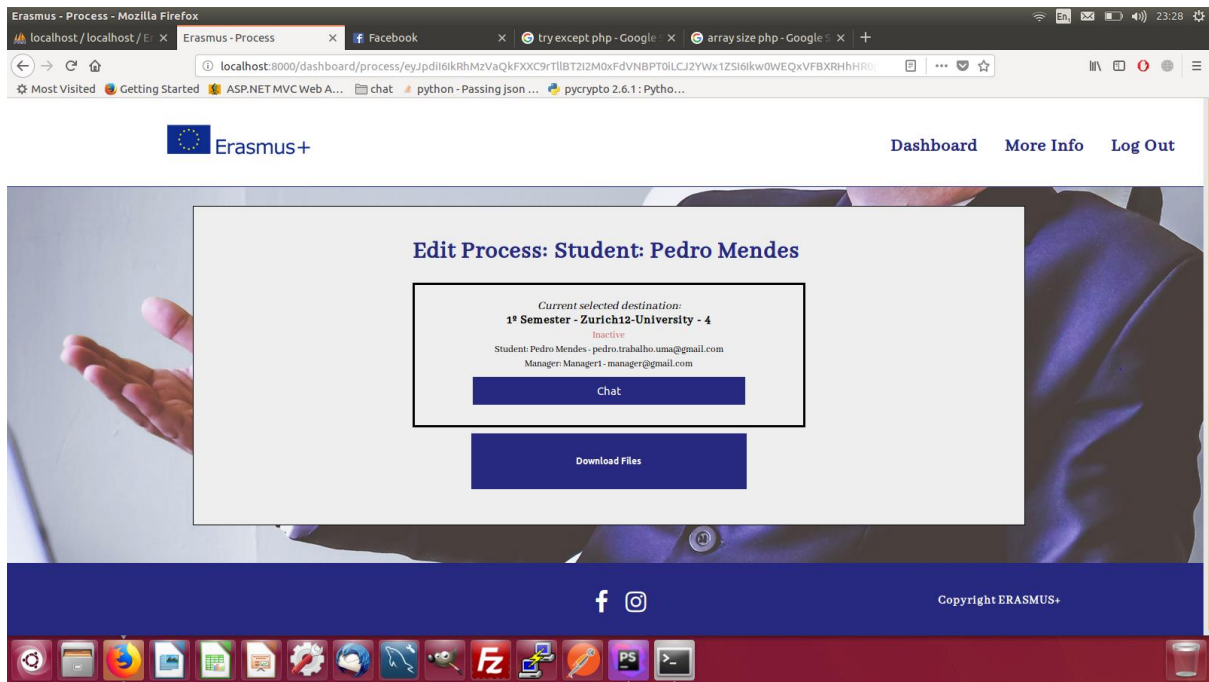 Erasmus - Process - Mozilla Firefox
En
23:28
localhost / localhost / Er
Erasmus - Process
Facebook
try except php - Google S
array size php - Google S
localhost:8000/dashboard/process/
Most Visited
Getting Started
ASP.NET MVC Web A...
chat
python - Passing json ...
pycrypto 2.6.1 : Pytho...
Erasmus+
Dashboard
More Info
Log Out
Edit Process: Student: Pedro Mendes
Current selected destination:
1º Semester - Zurich12-University - 4
Inactive
Student: Pedro Mendes - pedro.trabalho.uma@gmail.com
Manager: Manager1 - manager@gmail.com
Chat
Download Files
Copyright ERASMUS+
FZ
PS